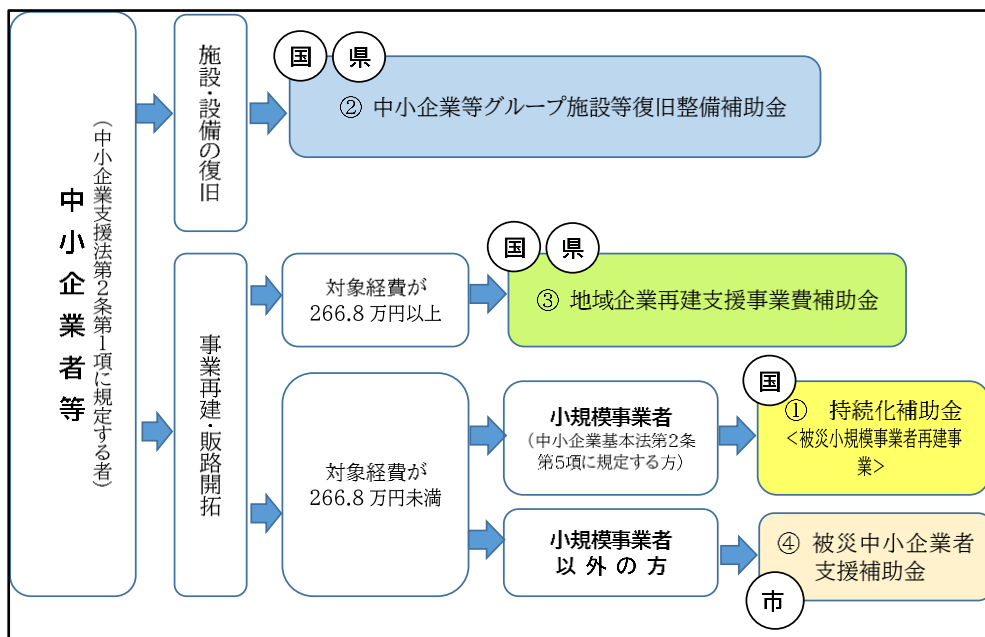 中小企業者等
(中小企業支援法第2条第1項に規定する者)
施設・設備の復旧
国
県
② 中小企業等グループ施設等復旧整備補助金
事業再建・販路開拓
対象経費が
266.8 万円以上
国
県
③ 地域企業再建支援事業費補助金
対象経費が
266.8 万円未満
小規模事業者
(中小企業基本法第2条
第5項に規定する方)
国
① 持続化補助金
<被災小規模事業者再建事
業>
小規模事業者
以外の方
④ 被災中小企業者
支援補助金
市